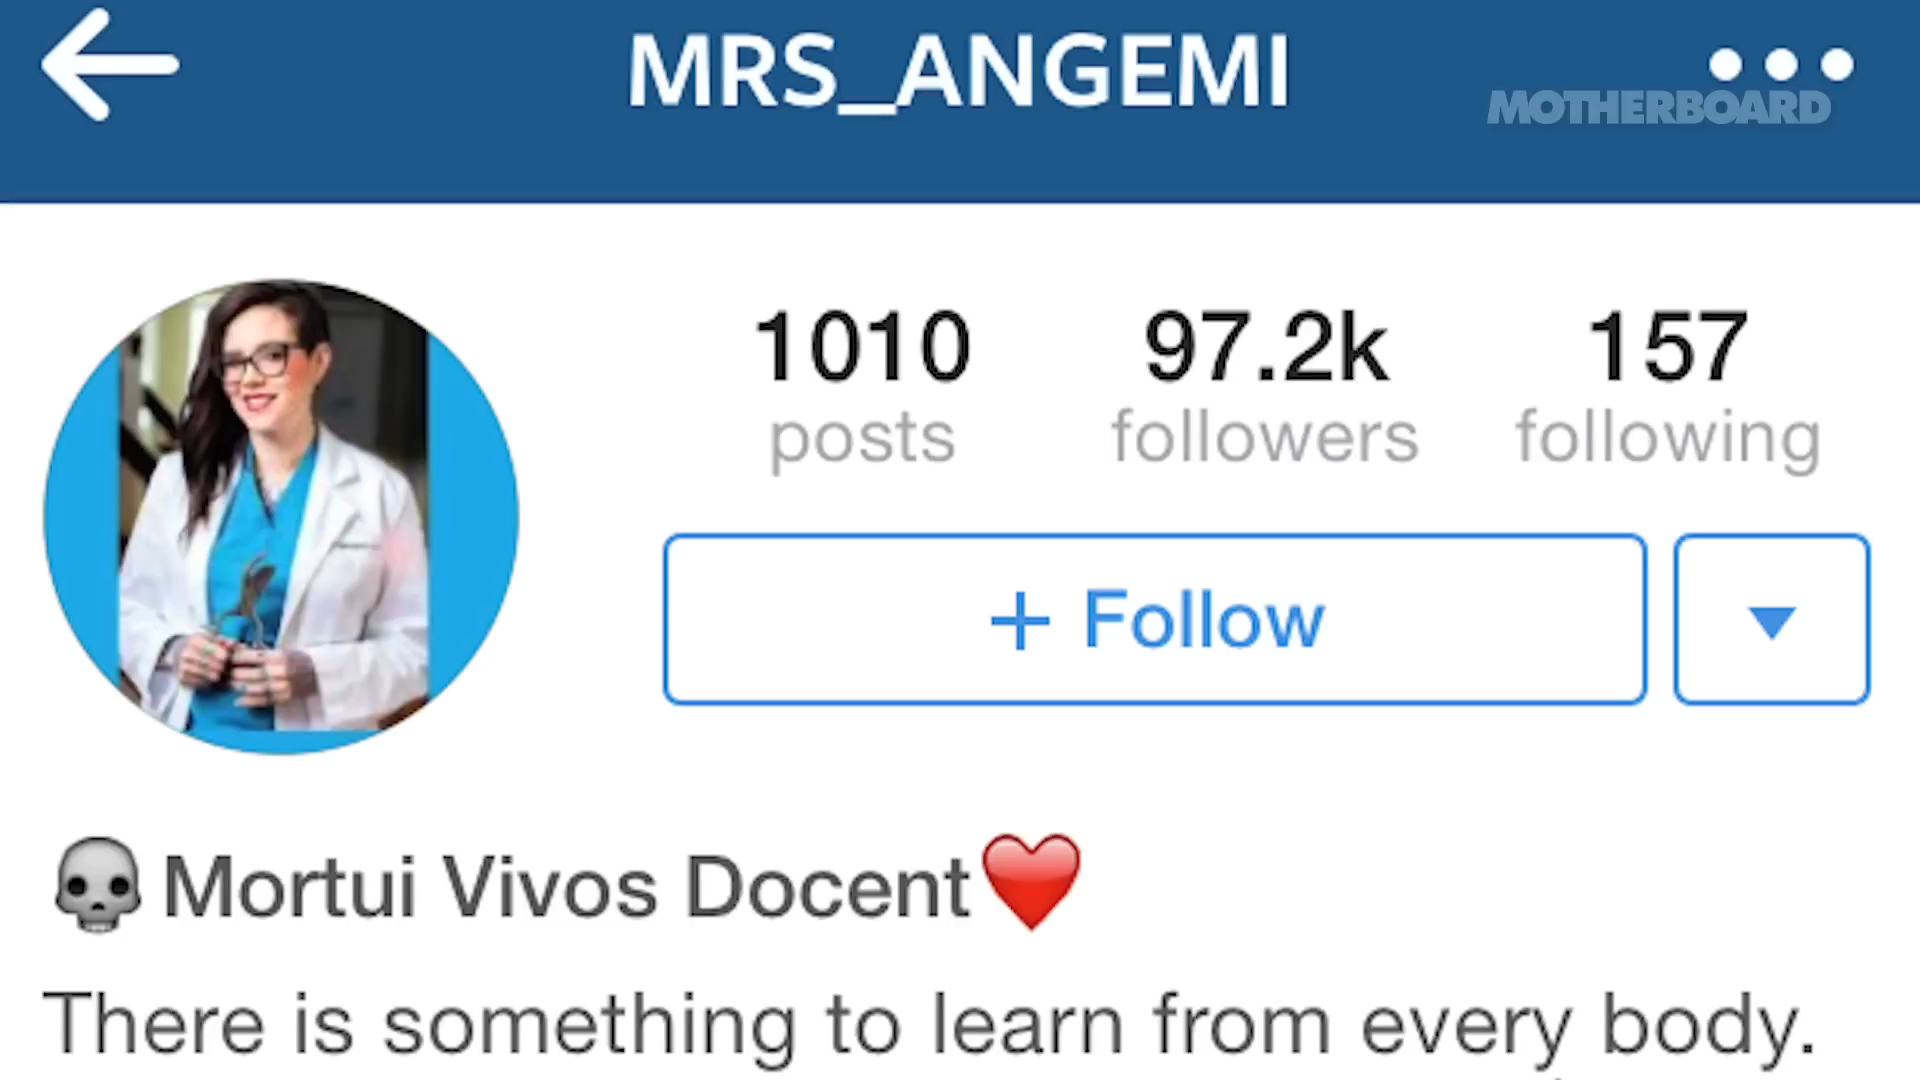 MRS_ANGEMI
MOTHERBOARD
1010 97.2k 157
posts followers following
+ Follow
💀Mortui Vivos Docent❤️
There is something to learn from every body.